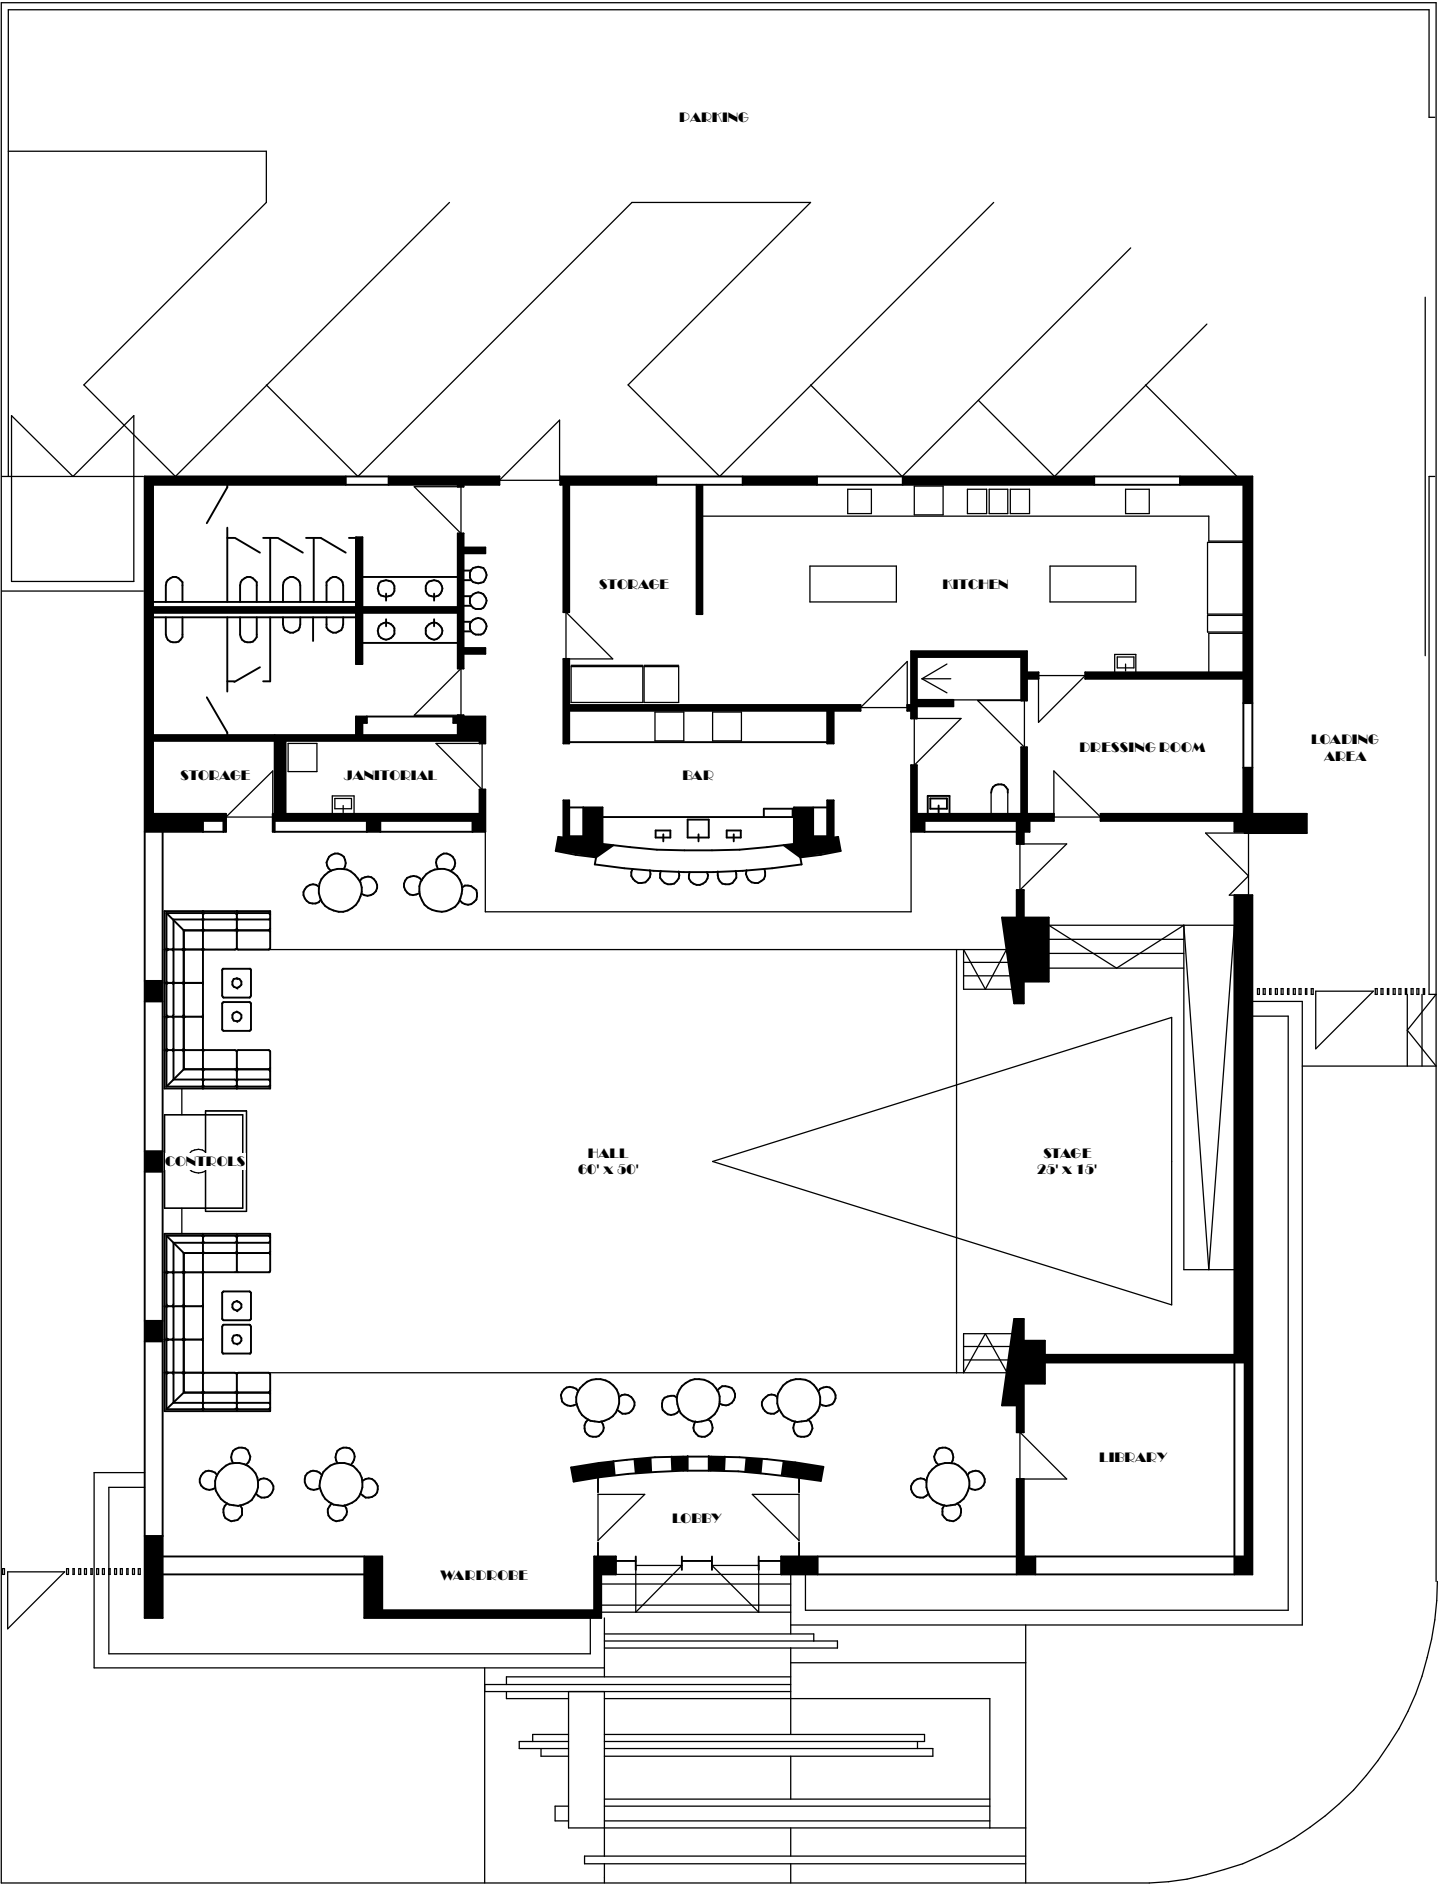 PARKING
STORAGE
KITCHEN
STORAGE
JANITORIAL
BAR
DRESSING ROOM
LOADING
AREA
CONTROLS
HALL
60' x 50'
STAGE
25' x 15'
LIBRARY
LOBBY
WARDROBE